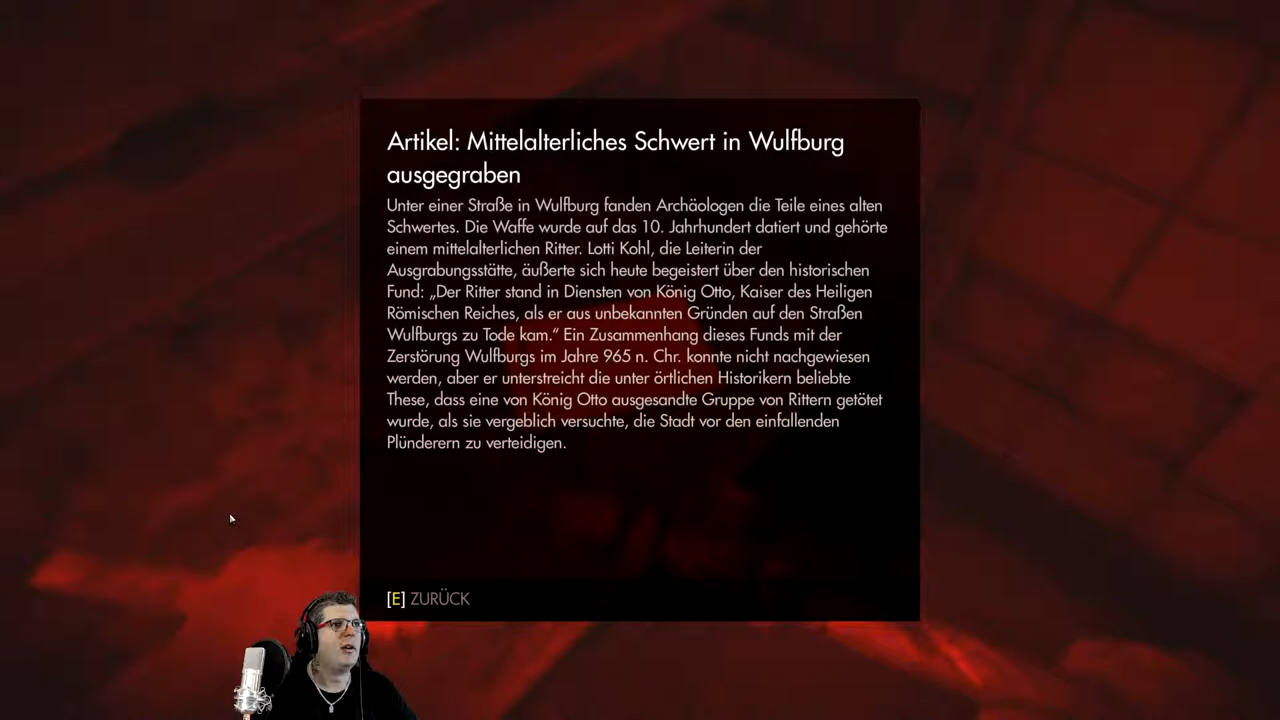 Artikel: Mittelalterliches Schwert in Wulfburg
ausgegraben
Unter einer Straße in Wulfburg fanden Archäologen die Teile eines alten
Schwertes. Die Waffe wurde auf das 10. Jahrhundert datiert und gehörte
einem mittelalterlichen Ritter. Lotti Kohl, die Leiterin der
Ausgrabungsstätte, äußerte sich heute begeistert über den historischen
Fund: „Der Ritter stand in Diensten von König Otto, Kaiser des Heiligen
Römischen Reiches, als er aus unbekannten Gründen auf den Straßen
Wulfburgs zu Tode kam.“ Ein Zusammenhang dieses Funds mit der
Zerstörung Wulfburgs im Jahre 965 n. Chr. konnte nicht nachgewiesen
werden, aber er unterstreicht die unter örtlichen Historikern beliebte
These, dass eine von König Otto ausgesandte Gruppe von Rittern getötet
wurde, als sie vergeblich versuchte, die Stadt vor den einfallenden
Plünderern zu verteidigen.
[E] ZURÜCK